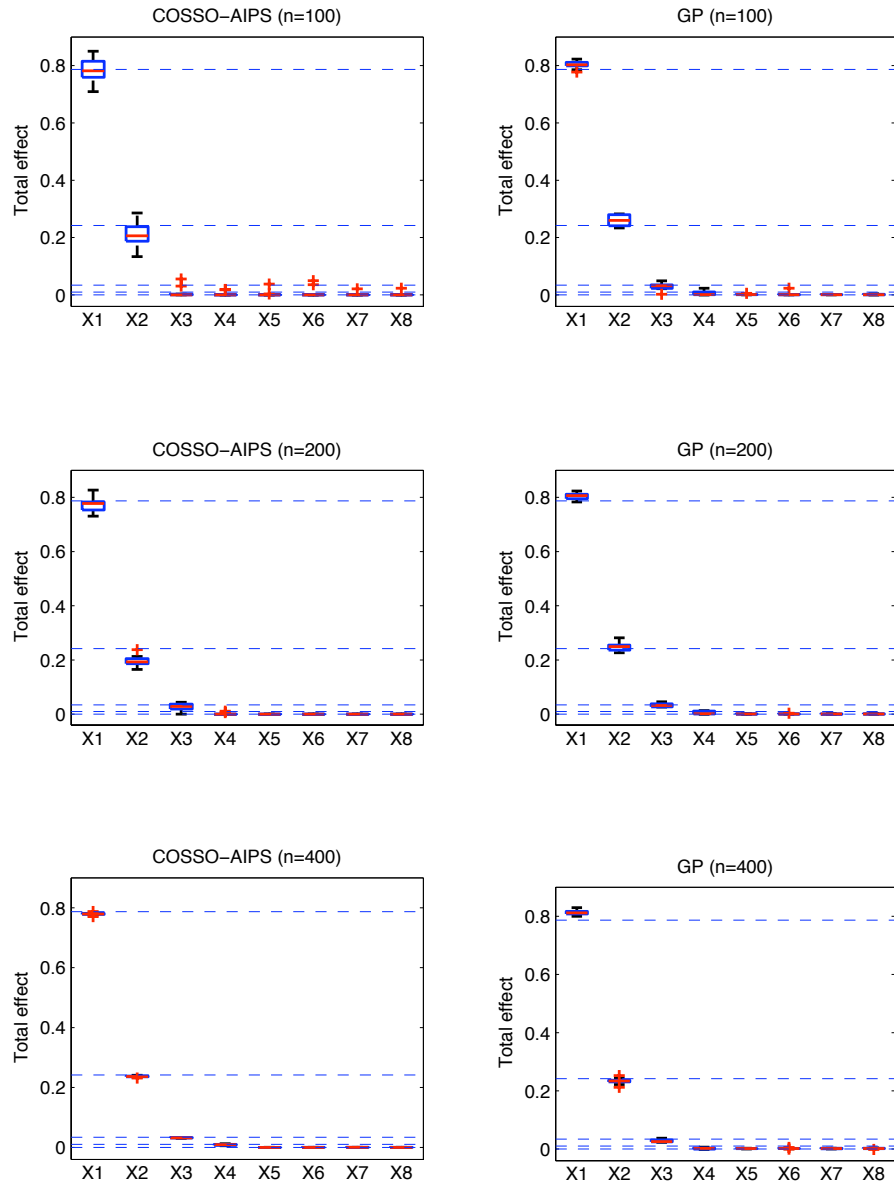 COSSO−AIPS (n=100)
Total effect
0.8
0.6
0.4
0.2
0
X1 X2 X3 X4 X5 X6 X7 X8
GP (n=100)
Total effect
0.8
0.6
0.4
0.2
0
X1 X2 X3 X4 X5 X6 X7 X8
COSSO−AIPS (n=200)
Total effect
0.8
0.6
0.4
0.2
0
X1 X2 X3 X4 X5 X6 X7 X8
GP (n=200)
Total effect
0.8
0.6
0.4
0.2
0
X1 X2 X3 X4 X5 X6 X7 X8
COSSO−AIPS (n=400)
Total effect
0.8
0.6
0.4
0.2
0
X1 X2 X3 X4 X5 X6 X7 X8
GP (n=400)
Total effect
0.8
0.6
0.4
0.2
0
X1 X2 X3 X4 X5 X6 X7 X8